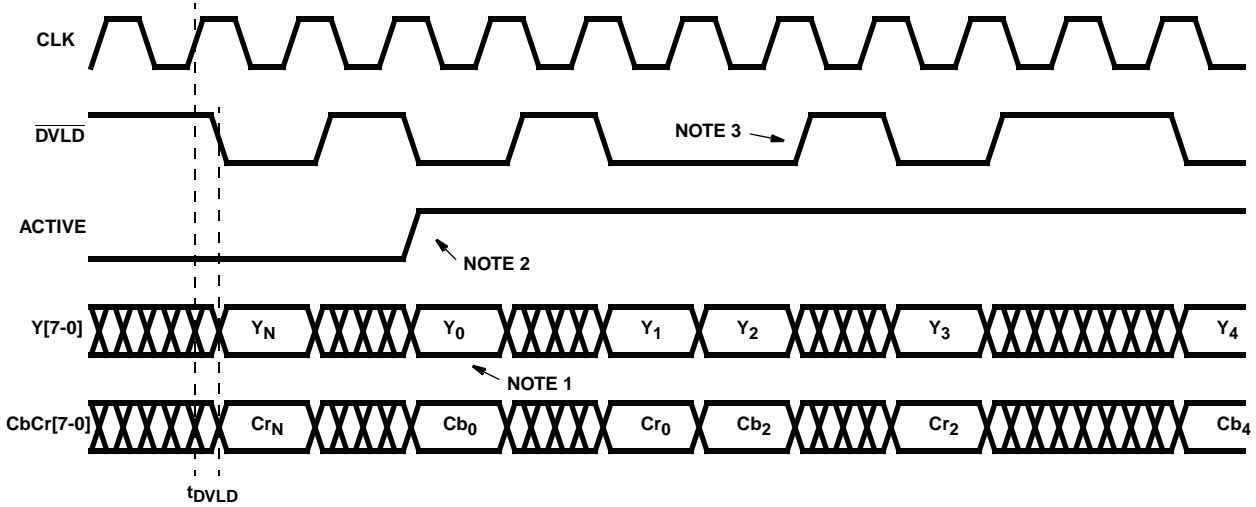 CLK
DVLD
NOTE 3
ACTIVE
NOTE 2
Y[7-0]
YN
Y0
Y1
Y2
Y3
Y4
NOTE 1
CbCr[7-0]
CrN
Cb0
Cr0
Cb2
Cr2
Cb4
tDVLD